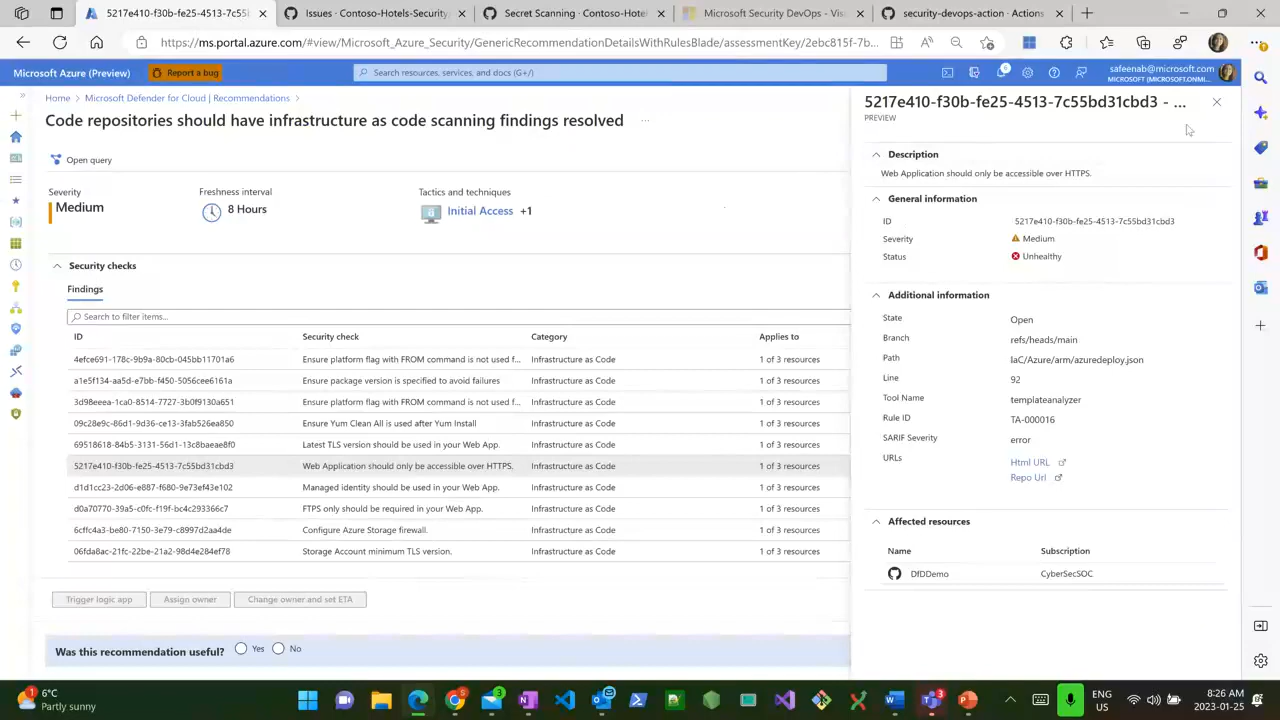 5217e410-f30b-fe25-4513-7c55bd31
Issues · Contoso-Hotels-Security
Secret Scanning · Contoso-Hotel
Microsoft Security DevOps - Visu
security-devops-action · Actions
https://ms.portal.azure.com/#view/Microsoft_Azure_Security/GenericRecommendationDetailsWithRulesBlade/assessmentKey/2ebc815f-7b...
Microsoft Azure (Preview)
Report a bug
Search resources, services, and docs (G+/)
6
safeenab@microsoft.com
Home > Microsoft Defender for Cloud | Recommendations >
Code repositories should have infrastructure as code scanning findings resolved ...
Open query
Severity
Medium
Freshness interval
8 Hours
Tactics and techniques
Initial Access +1
Security checks
Findings
Search to filter items...
ID Security check Category Applies to
4efce691-178c-9b9a-80cb-045bb11701a6 Ensure platform flag with FROM command is not used f... Infrastructure as Code 1 of 3 resources
a1e5f134-aa5d-e7bb-f450-5056cee6161a Ensure package version is specified to avoid failures Infrastructure as Code 1 of 3 resources
3d98eeea-1ca0-8514-7727-3b0f9130a651 Ensure platform flag with FROM command is not used f... Infrastructure as Code 1 of 3 resources
09c28e9c-86d1-9d36-ce13-3fab526ea850 Ensure Yum Clean All is used after Yum Install Infrastructure as Code 1 of 3 resources
69518618-84b5-3131-56d1-13c8baeae8f0 Latest TLS version should be used in your Web App. Infrastructure as Code 1 of 3 resources
5217e410-f30b-fe25-4513-7c55bd31cbd3 Web Application should only be accessible over HTTPS. Infrastructure as Code 1 of 3 resources
d1d1cc23-2d06-e887-f680-9e73ef43e102 Managed identity should be used in your Web App. Infrastructure as Code 1 of 3 resources
d0a70770-39a5-c0fc-f19f-bc4c293366c7 FTPS only should be required in your Web App. Infrastructure as Code 1 of 3 resources
6cffc4a3-be80-7150-3e79-c8997d2aa4de Configure Azure Storage firewall. Infrastructure as Code 1 of 3 resources
06fda8ac-21fc-22be-21a2-98d4e284ef78 Storage Account minimum TLS version. Infrastructure as Code 1 of 3 resources
Trigger logic app
Assign owner
Change owner and set ETA
Was this recommendation useful? Yes No
5217e410-f30b-fe25-4513-7c55bd31cbd3 - ...
PREVIEW
Description
Web Application should only be accessible over HTTPS.
General information
ID 5217e410-f30b-fe25-4513-7c55bd31cbd3
Severity Medium
Status Unhealthy
Additional information
State Open
Branch refs/heads/main
Path IaC/Azure/arm/azuredeploy.json
Line 92
Tool Name templateanalyzer
Rule ID TA-000016
SARIF Severity error
URLs Html URL
Repo Url
Affected resources
Name Subscription
DfDDemo CyberSecSOC
1
6°C
Partly sunny
5
3
3
ENG
US
8:26 AM
2023-01-25